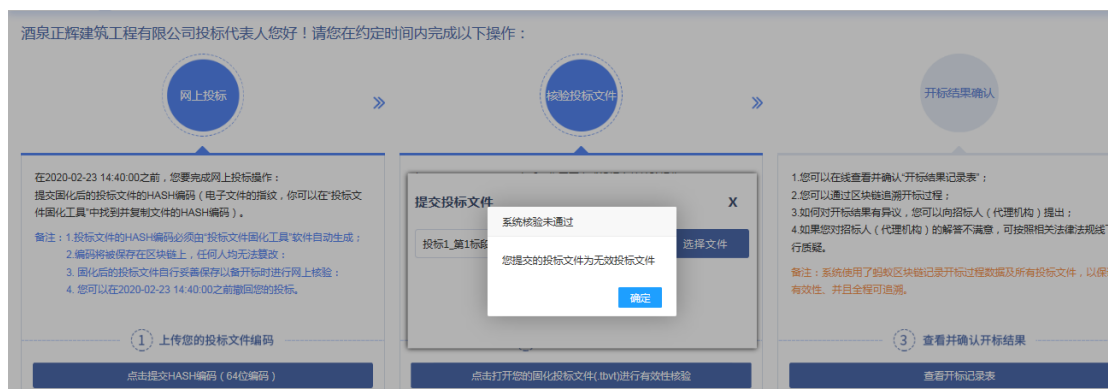 酒泉正辉建筑工程有限公司投标代表人您好！请您在约定时间内完成以下操作：
网上投标
核验投标文件
开标结果确认
在2020-02-23 14:40:00之前，您要完成网上投标操作：
提交固化后的投标文件的HASH编码（电子文件的指纹，你可以在"投标文
件固化工具"中找到并复制文件的HASH编码）。
备注：1.投标文件的HASH编码必须由"投标文件固化工具"软件自动生成；
2.编码将被保存在区块链上，任何人均无法篡改；
3. 固化后的投标文件自行妥善保存以备开标时进行网上核验；
4. 您可以在2020-02-23 14:40:00之前撤回您的投标。
1 上传您的投标文件编码
点击提交HASH编码（64位编码）
提交投标文件
X
投标1_第1标段
选择文件
系统核验未通过
您提交的投标文件为无效投标文件
确定
点击打开您的固化投标文件(.tbvt)进行有效性核验
1.您可以在线查看并确认"开标结果记录表"；
2.您可以通过区块链追溯开标过程；
3.如何对开标结果有异议，您可以向招标人（代理机构）提出；
4.如果您对招标人（代理机构）的解答不满意，可按照相关法律法规线下
行质疑。
备注：系统使用了蚂蚁区块链记录开标过程数据及所有投标文件，以保
有效性、并且全程可追溯。
3 查看并确认开标结果
查看开标记录表